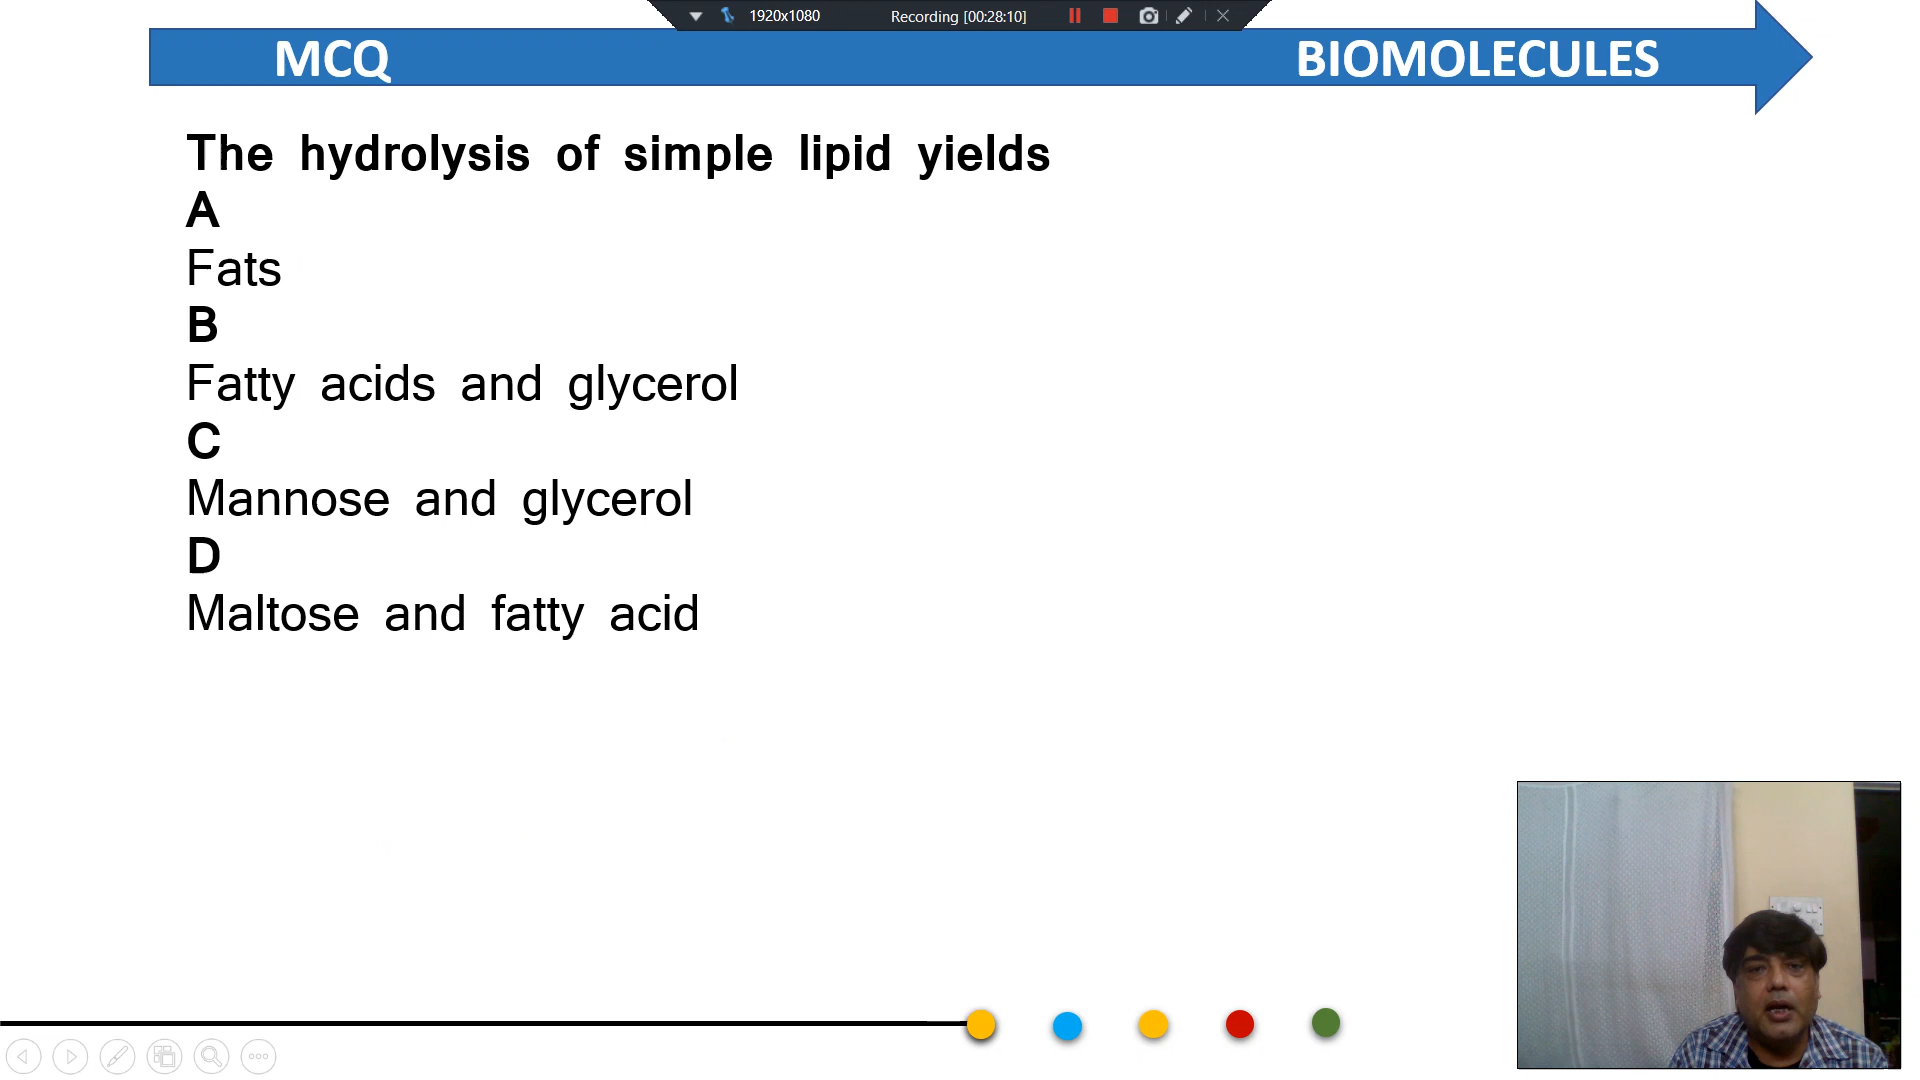 1920x1080 Recording [00:28:10]
MCQ BIOMOLECULES
The hydrolysis of simple lipid yields
A
Fats
B
Fatty acids and glycerol
C
Mannose and glycerol
D
Maltose and fatty acid